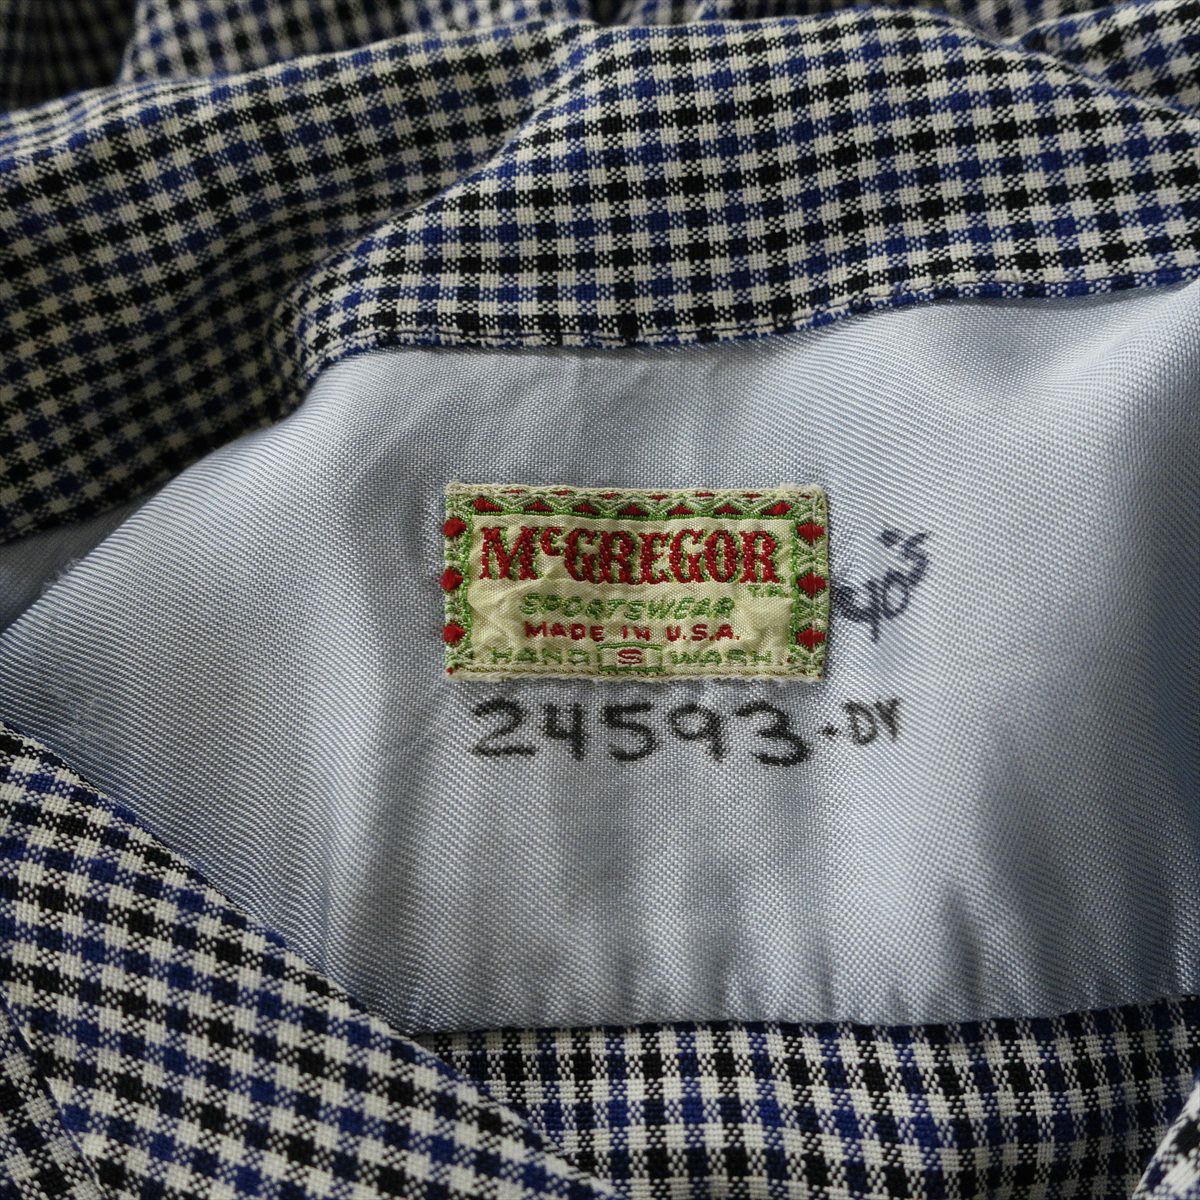 McGREGOR
T.M.
SPORTSWEAR
MADE IN U.S.A.
HAND S WASH
40's
24593-DY